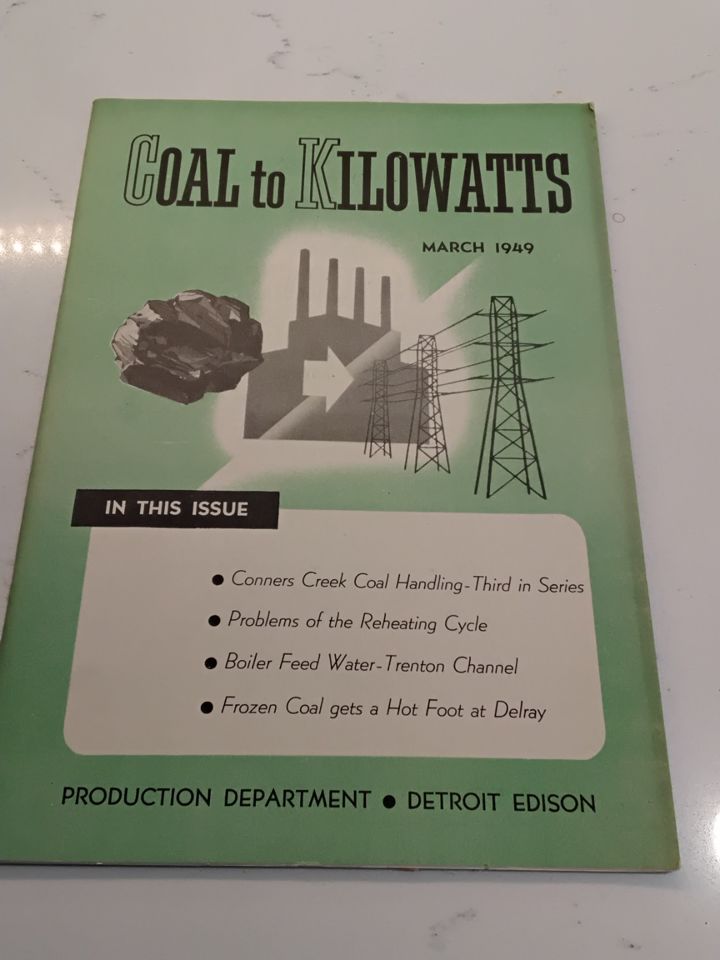 COAL to KILOWATTS
MARCH 1949
IN THIS ISSUE
● Conners Creek Coal Handling-Third in Series
● Problems of the Reheating Cycle
● Boiler Feed Water-Trenton Channel
● Frozen Coal gets a Hot Foot at Delray
PRODUCTION DEPARTMENT ● DETROIT EDISON